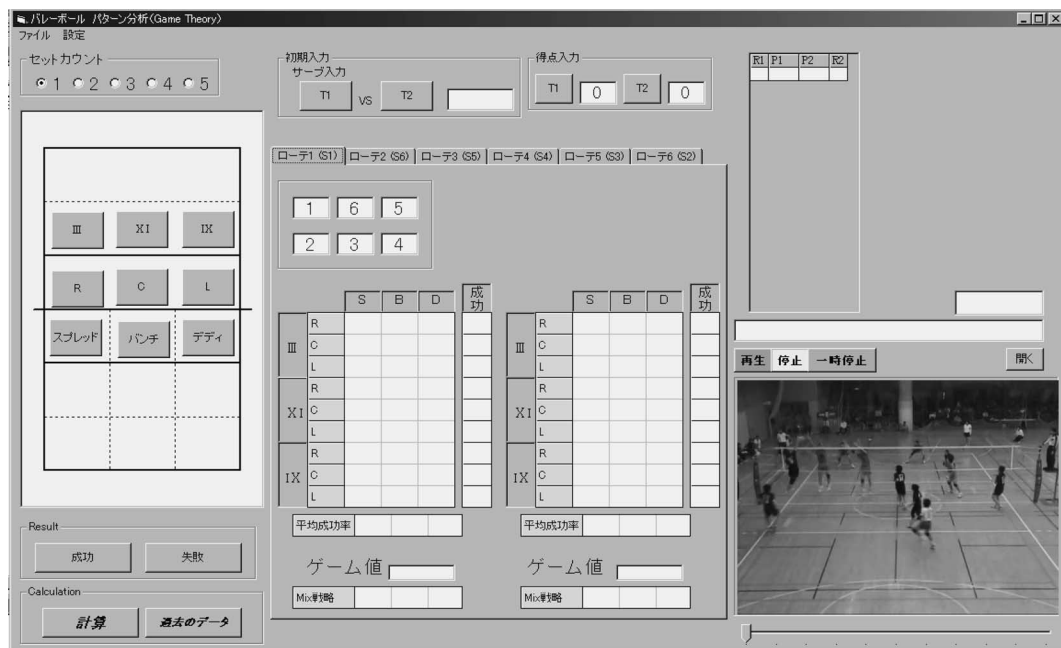 バレーボール パターン分析(Game Theory)
ファイル 設定
セットカウント
1 2 3 4 5
初期入力
サーブ入力
T1 VS T2
得点入力
T1 0 T2 0
R1 P1 P2 R2
III XI IX
R C L
スプレッド バンチ デディ
ローテ1 (S1) ローテ2 (S6) ローテ3 (S5) ローテ4 (S4) ローテ5 (S3) ローテ6 (S2)
1 6 5
2 3 4
S B D 成功
III R
C
L
XI R
C
L
IX R
C
L
平均成功率
ゲーム値
Mix戦略
S B D 成功
III R
C
L
XI R
C
L
IX R
C
L
平均成功率
ゲーム値
Mix戦略
再生 停止 一時停止 開く
Result
成功 失敗
Calculation
計算 過去のデータ